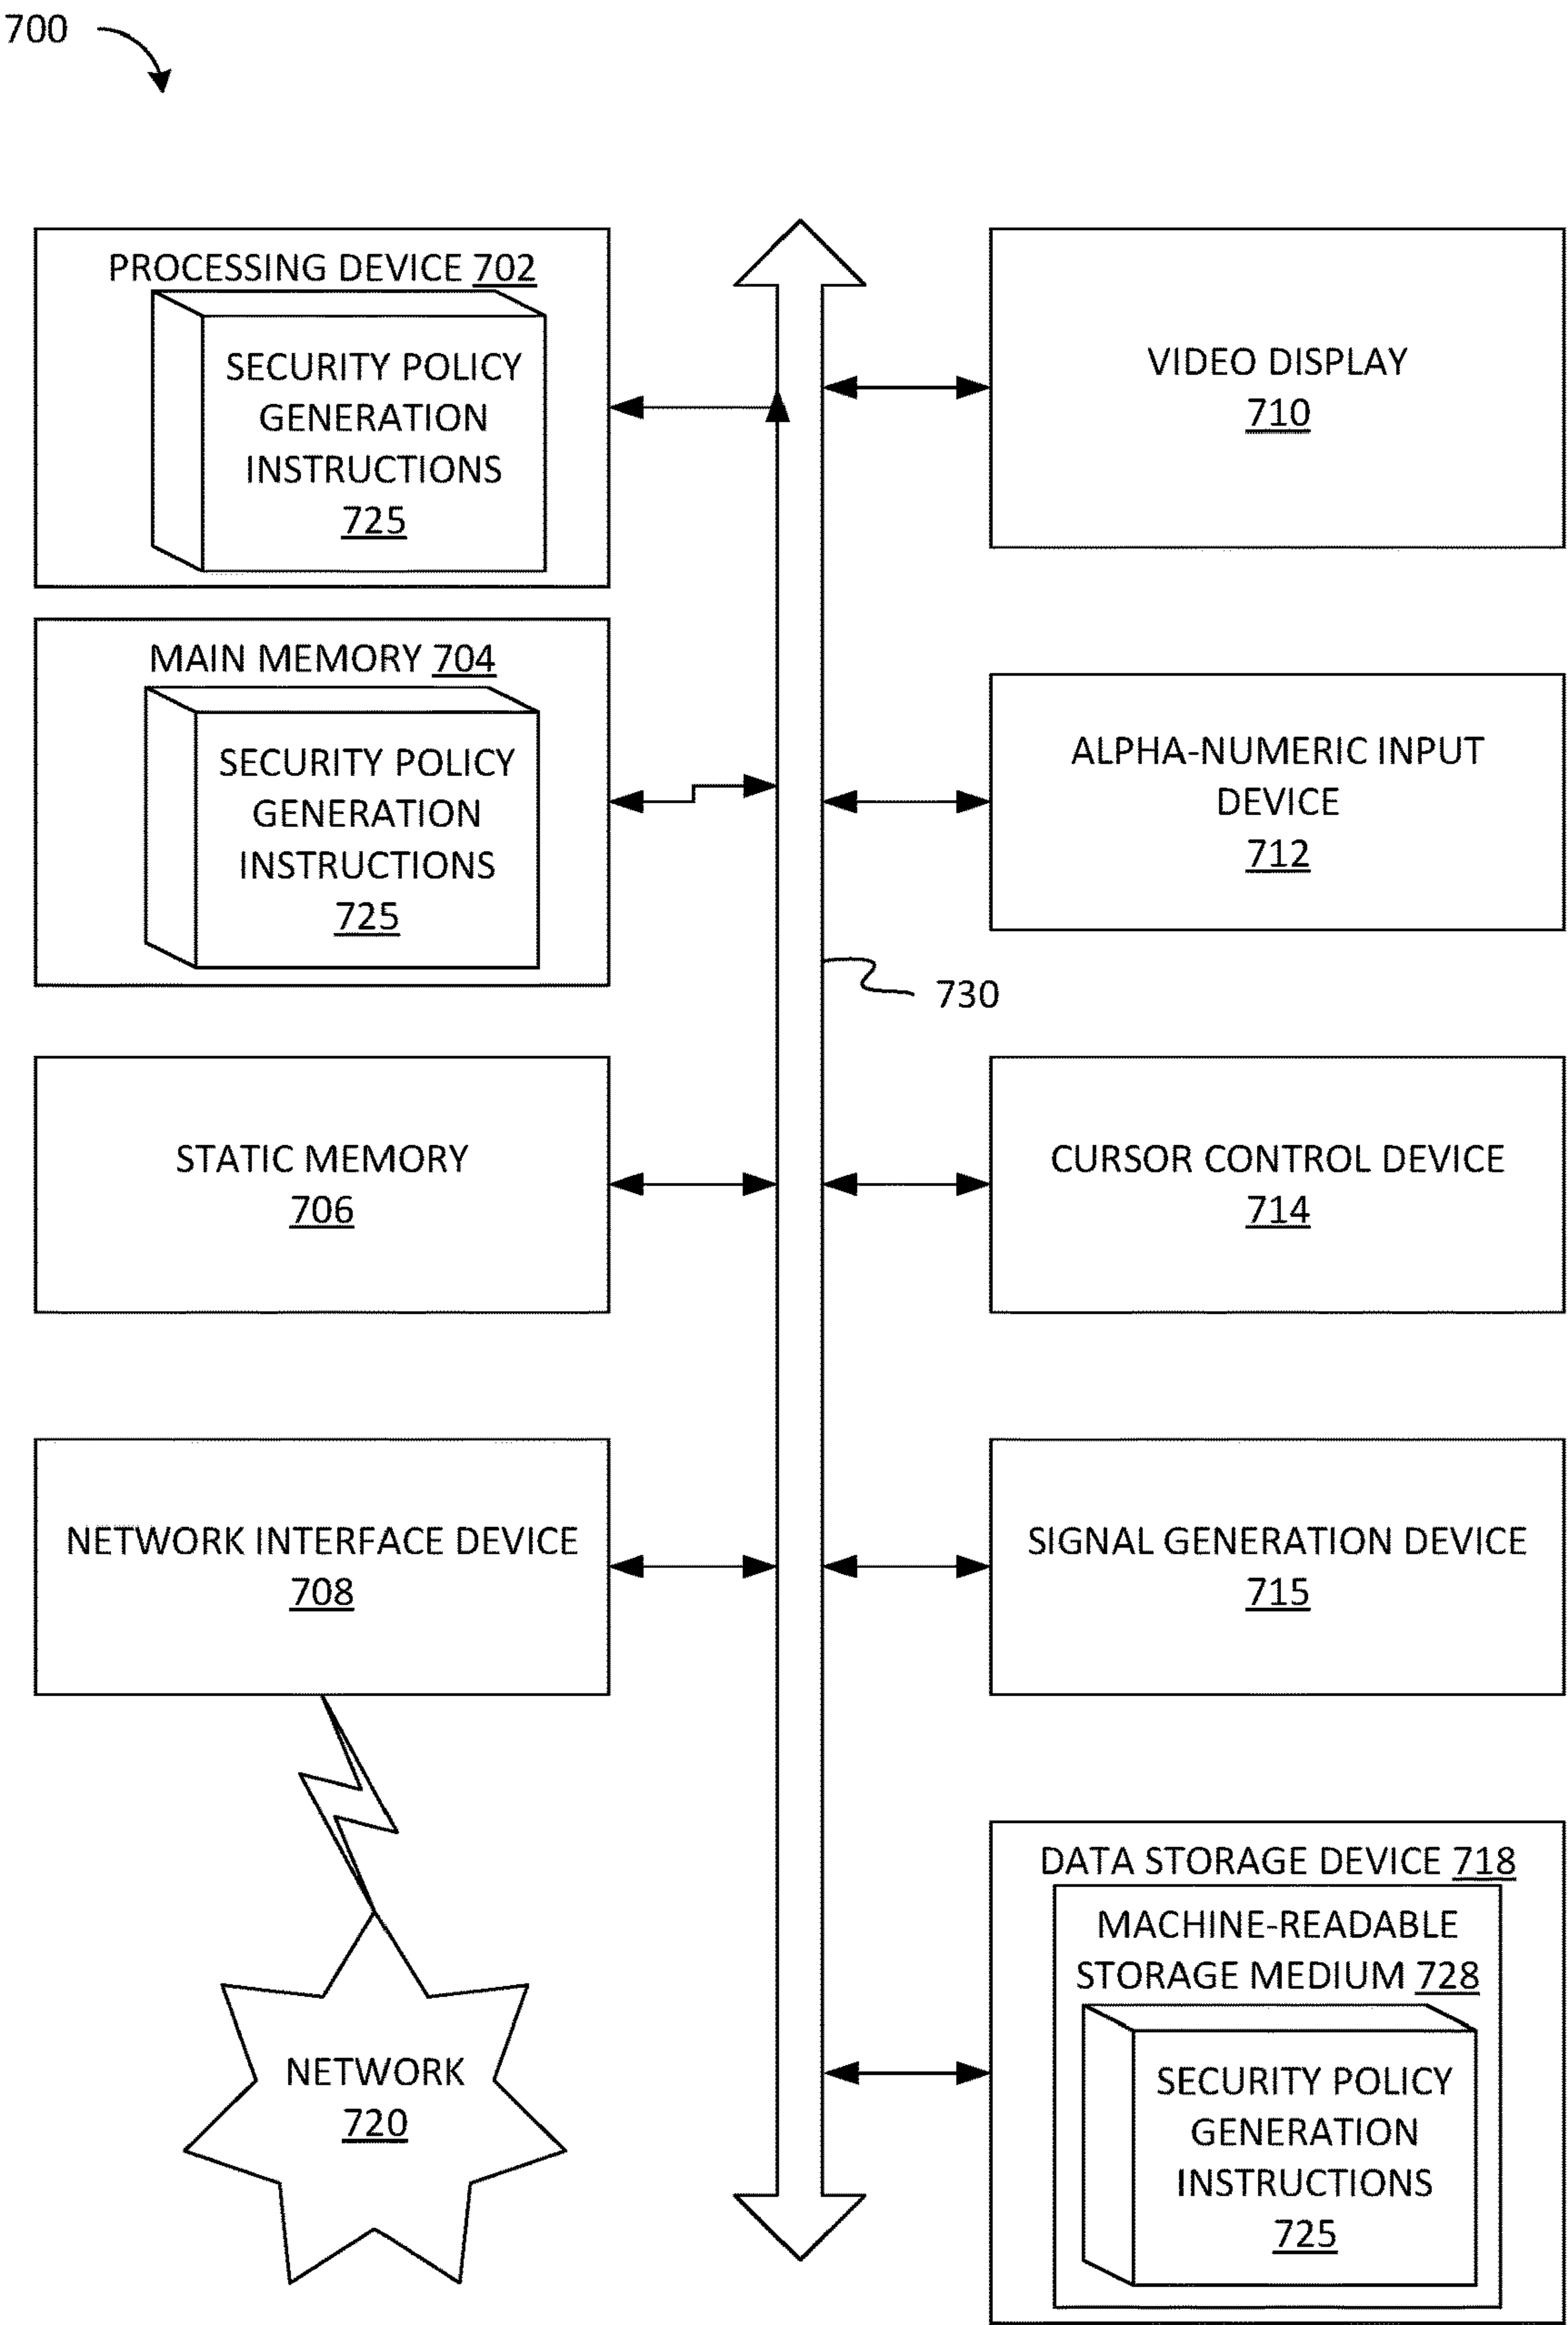 700
PROCESSING DEVICE 702
SECURITY POLICY
GENERATION
INSTRUCTIONS
725
MAIN MEMORY 704
SECURITY POLICY
GENERATION
INSTRUCTIONS
725
STATIC MEMORY
706
NETWORK INTERFACE DEVICE
708
NETWORK
720
VIDEO DISPLAY
710
ALPHA-NUMERIC INPUT
DEVICE
712
730
CURSOR CONTROL DEVICE
714
SIGNAL GENERATION DEVICE
715
DATA STORAGE DEVICE 718
MACHINE-READABLE
STORAGE MEDIUM 728
SECURITY POLICY
GENERATION
INSTRUCTIONS
725